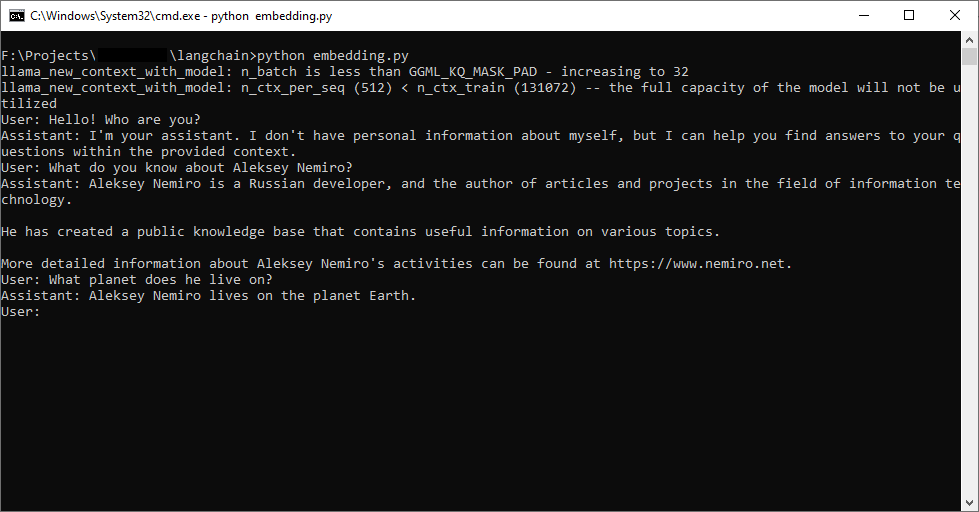 C:\Windows\System32\cmd.exe - python  embedding.py
F:\Projects\ \langchain>python embedding.py
llama_new_context_with_model: n_batch is less than GGML_KQ_MASK_PAD - increasing to 32
llama_new_context_with_model: n_ctx_per_seq (512) < n_ctx_train (131072) -- the full capacity of the model will not be u
tilized
User: Hello! Who are you?
Assistant: I'm your assistant. I don't have personal information about myself, but I can help you find answers to your q
uestions within the provided context.
User: What do you know about Aleksey Nemiro?
Assistant: Aleksey Nemiro is a Russian developer, and the author of articles and projects in the field of information te
chnology.
He has created a public knowledge base that contains useful information on various topics.
More detailed information about Aleksey Nemiro's activities can be found at https://www.nemiro.net.
User: What planet does he live on?
Assistant: Aleksey Nemiro lives on the planet Earth.
User: